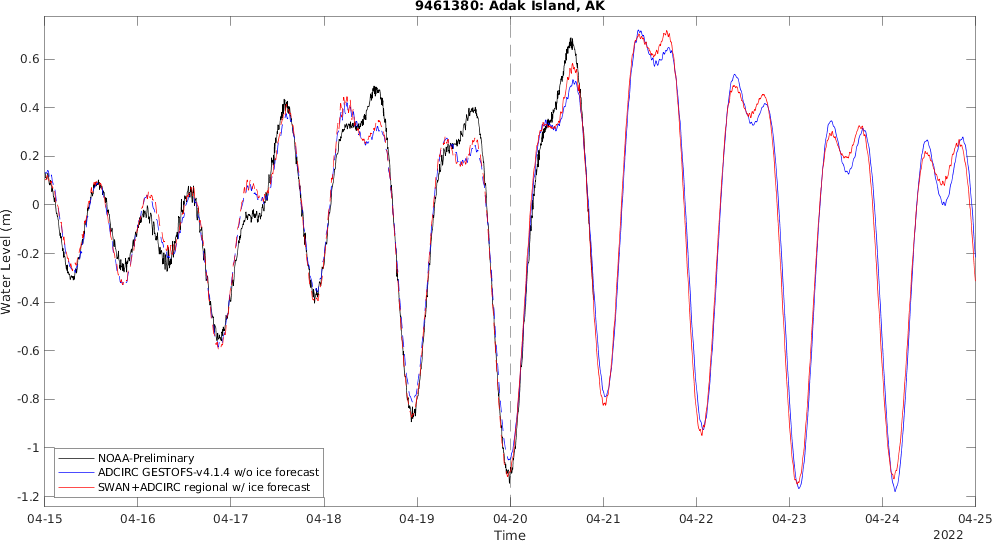 9461380: Adak Island, AK
Water Level (m)
0.6
0.4
0.2
0
-0.2
-0.4
-0.6
-0.8
-1
-1.2
NOAA-Preliminary
ADCIRC GESTOFS-v4.1.4 w/o ice forecast
SWAN+ADCIRC regional w/ ice forecast
04-15 04-16 04-17 04-18 04-19 04-20 04-21 04-22 04-23 04-24 04-25
Time
2022